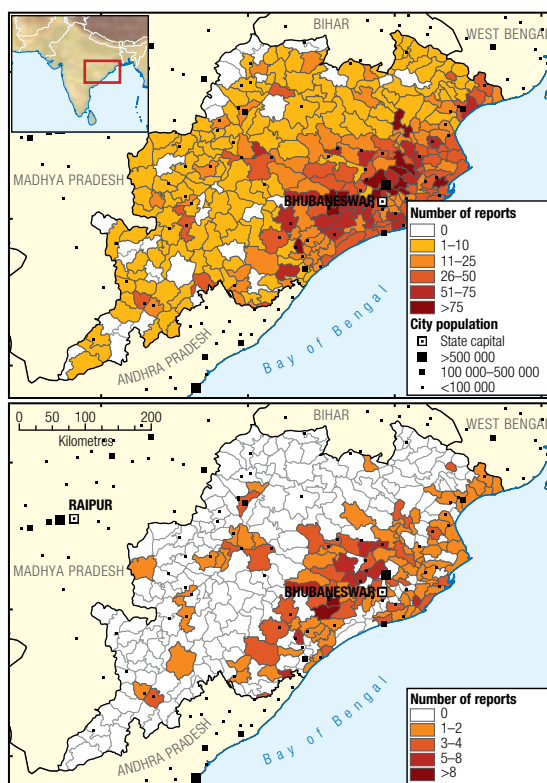 BIHAR
WEST BENGAL
MADHYA PRADESH
BHUBANESWAR
ANDHRA PRADESH
Bay of Bengal
Number of reports
0
1–10
11–25
26–50
51–75
>75
City population
State capital
>500 000
100 000–500 000
<100 000
0 50 100 200
Kilometres
BIHAR
WEST BENGAL
RAIPUR
MADHYA PRADESH
BHUBANESWAR
ANDHRA PRADESH
Bay of Bengal
Number of reports
0
1–2
3–4
5–8
>8